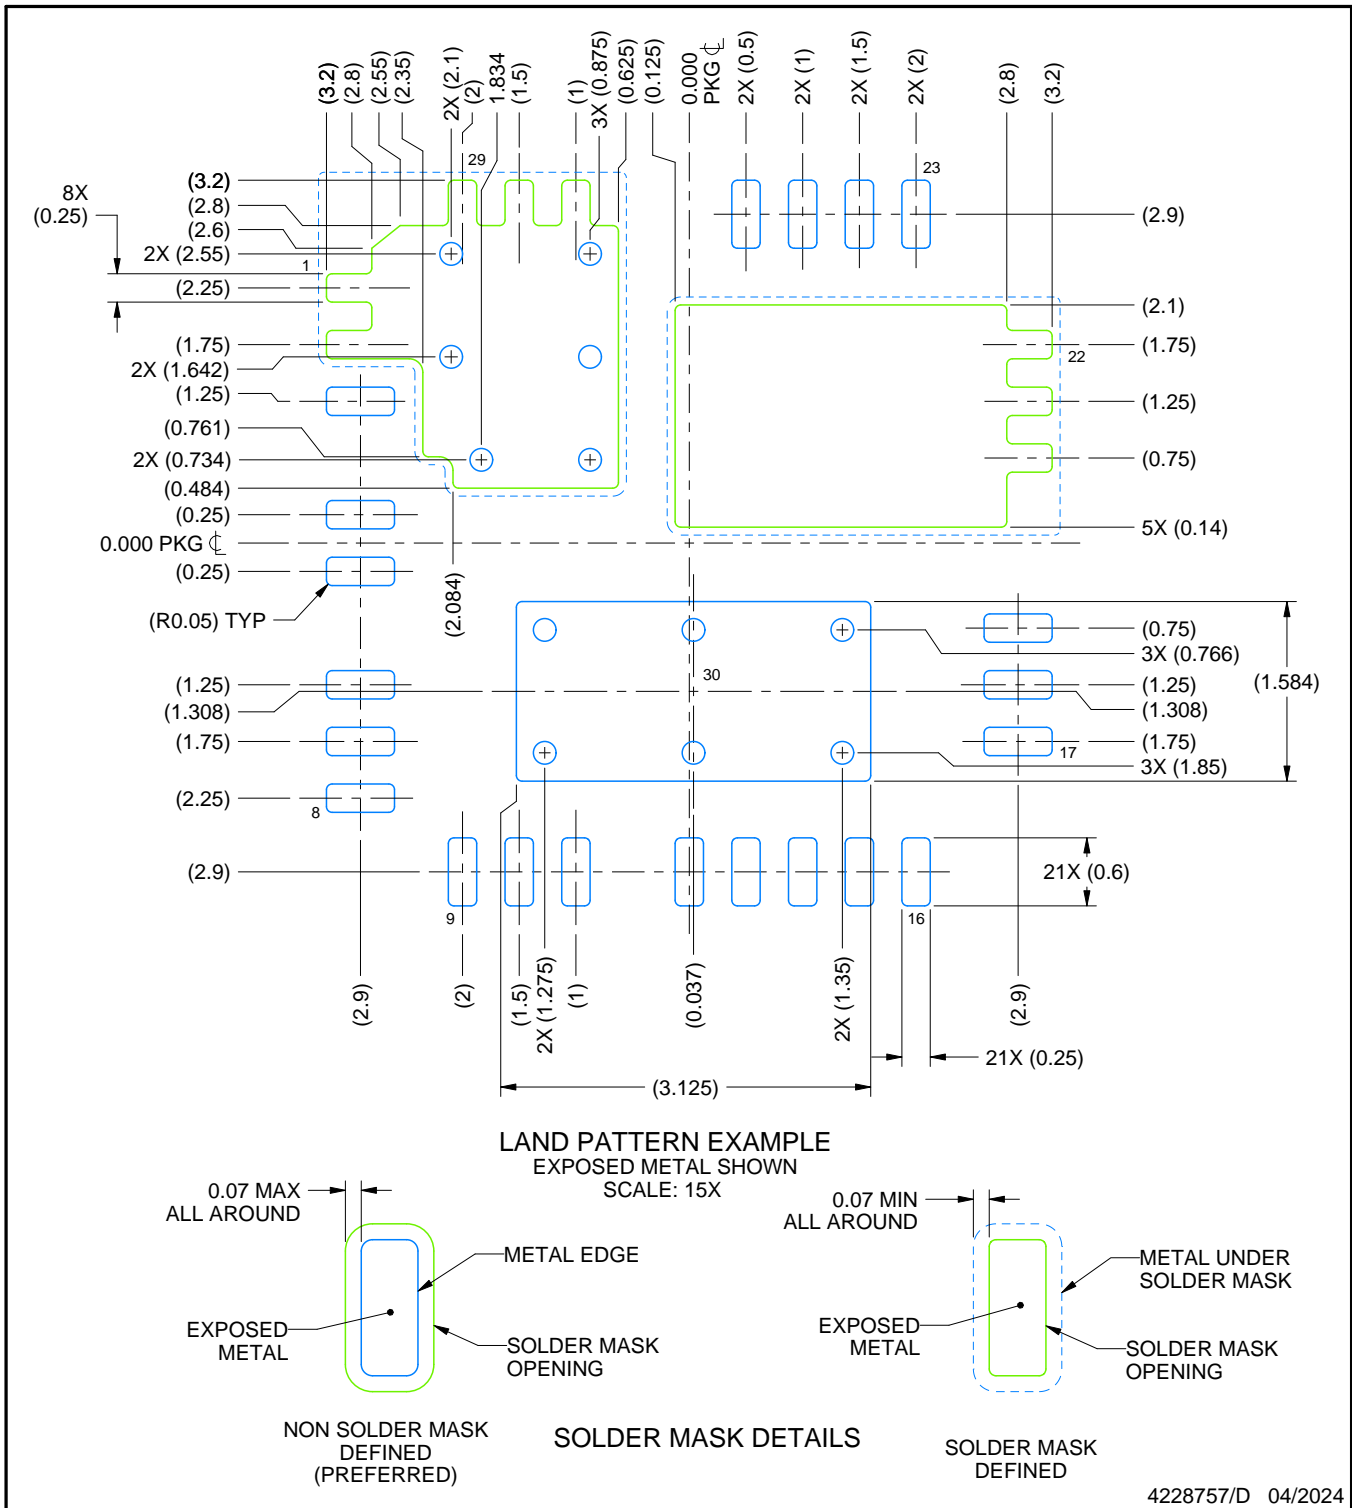 (3.2)
(2.8)
(2.55)
(2.35)
2X (2.1)
(2)
1.834
(1.5)
(1)
3X (0.875)
(0.625)
(0.125)
0.000
PKG ℄
2X (0.5)
2X (1)
2X (1.5)
2X (2)
(2.8)
(3.2)
29
23
8X
(0.25)
(3.2)
(2.8)
(2.6)
2X (2.55)
1
(2.25)
(1.75)
2X (1.642)
(1.25)
(0.761)
2X (0.734)
(0.484)
(0.25)
0.000 PKG ℄
(0.25)
(R0.05) TYP
(1.25)
(1.308)
(1.75)
(2.25)
8
(2.9)
(2.9)
(2.1)
(1.75)
22
(1.25)
(0.75)
5X (0.14)
(2.084)
30
(0.75)
3X (0.766)
(1.25)
(1.308)
(1.584)
(1.75)
17
3X (1.85)
21X (0.6)
9
16
(2.9)
(2)
(1.5)
2X (1.275)
(1)
(0.037)
2X (1.35)
(2.9)
21X (0.25)
(3.125)
LAND PATTERN EXAMPLE
EXPOSED METAL SHOWN
SCALE: 15X
0.07 MAX
ALL AROUND
METAL EDGE
EXPOSED
METAL
SOLDER MASK
OPENING
NON SOLDER MASK
DEFINED
(PREFERRED)
SOLDER MASK DETAILS
0.07 MIN
ALL AROUND
METAL UNDER
SOLDER MASK
EXPOSED
METAL
SOLDER MASK
OPENING
SOLDER MASK
DEFINED
4228757/D 04/2024